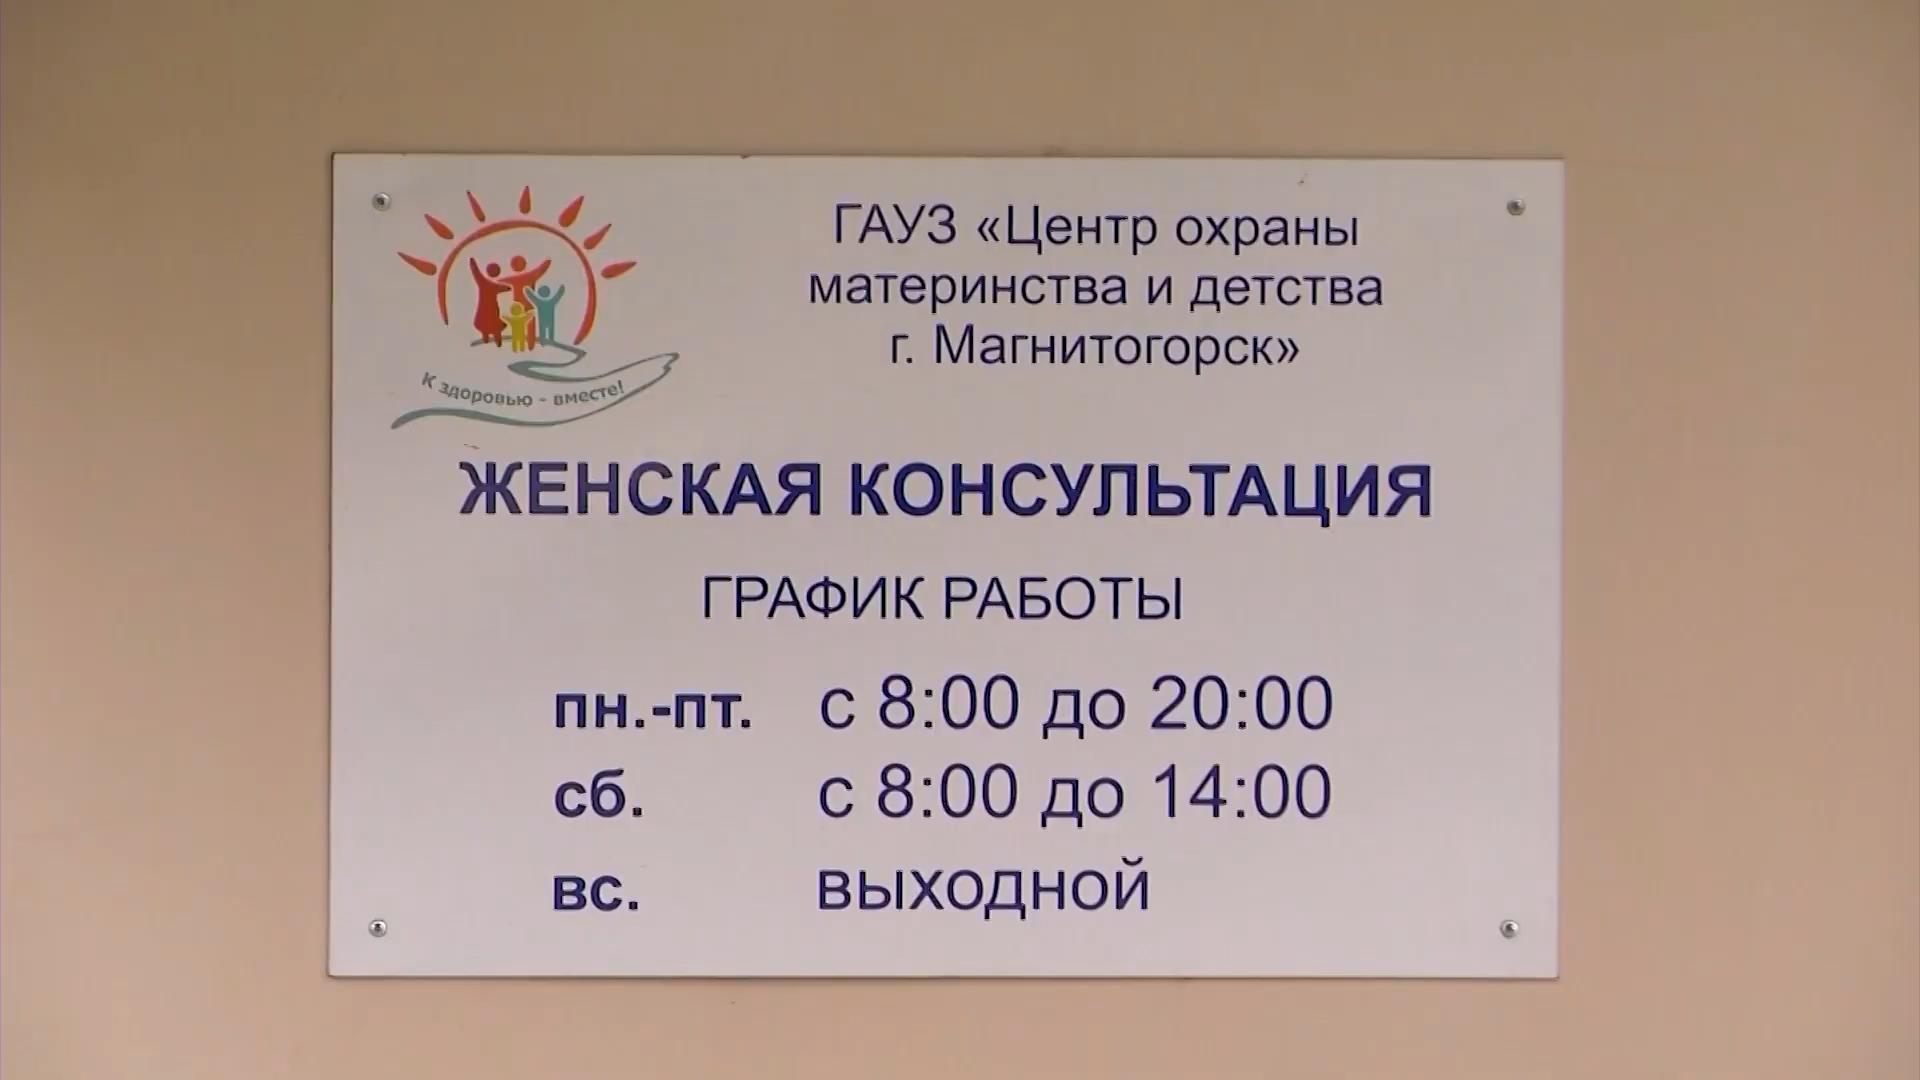 ГАУЗ «Центр охраны
материнства и детства
г. Магнитогорск»
К здоровью - вместе!
ЖЕНСКАЯ КОНСУЛЬТАЦИЯ
ГРАФИК РАБОТЫ
пн.-пт. с 8:00 до 20:00
сб. с 8:00 до 14:00
вс. ВЫХОДНОЙ